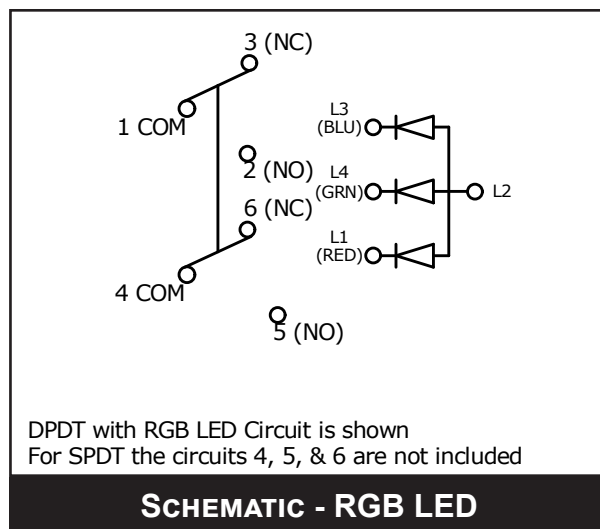 3 (NC)
1 COM
2 (NO)
6 (NC)
4 COM
5 (NO)
L3
(BLU)
L4
(GRN)
L1
(RED)
L2
DPDT with RGB LED Circuit is shown
For SPDT the circuits 4, 5, & 6 are not included
SCHEMATIC - RGB LED